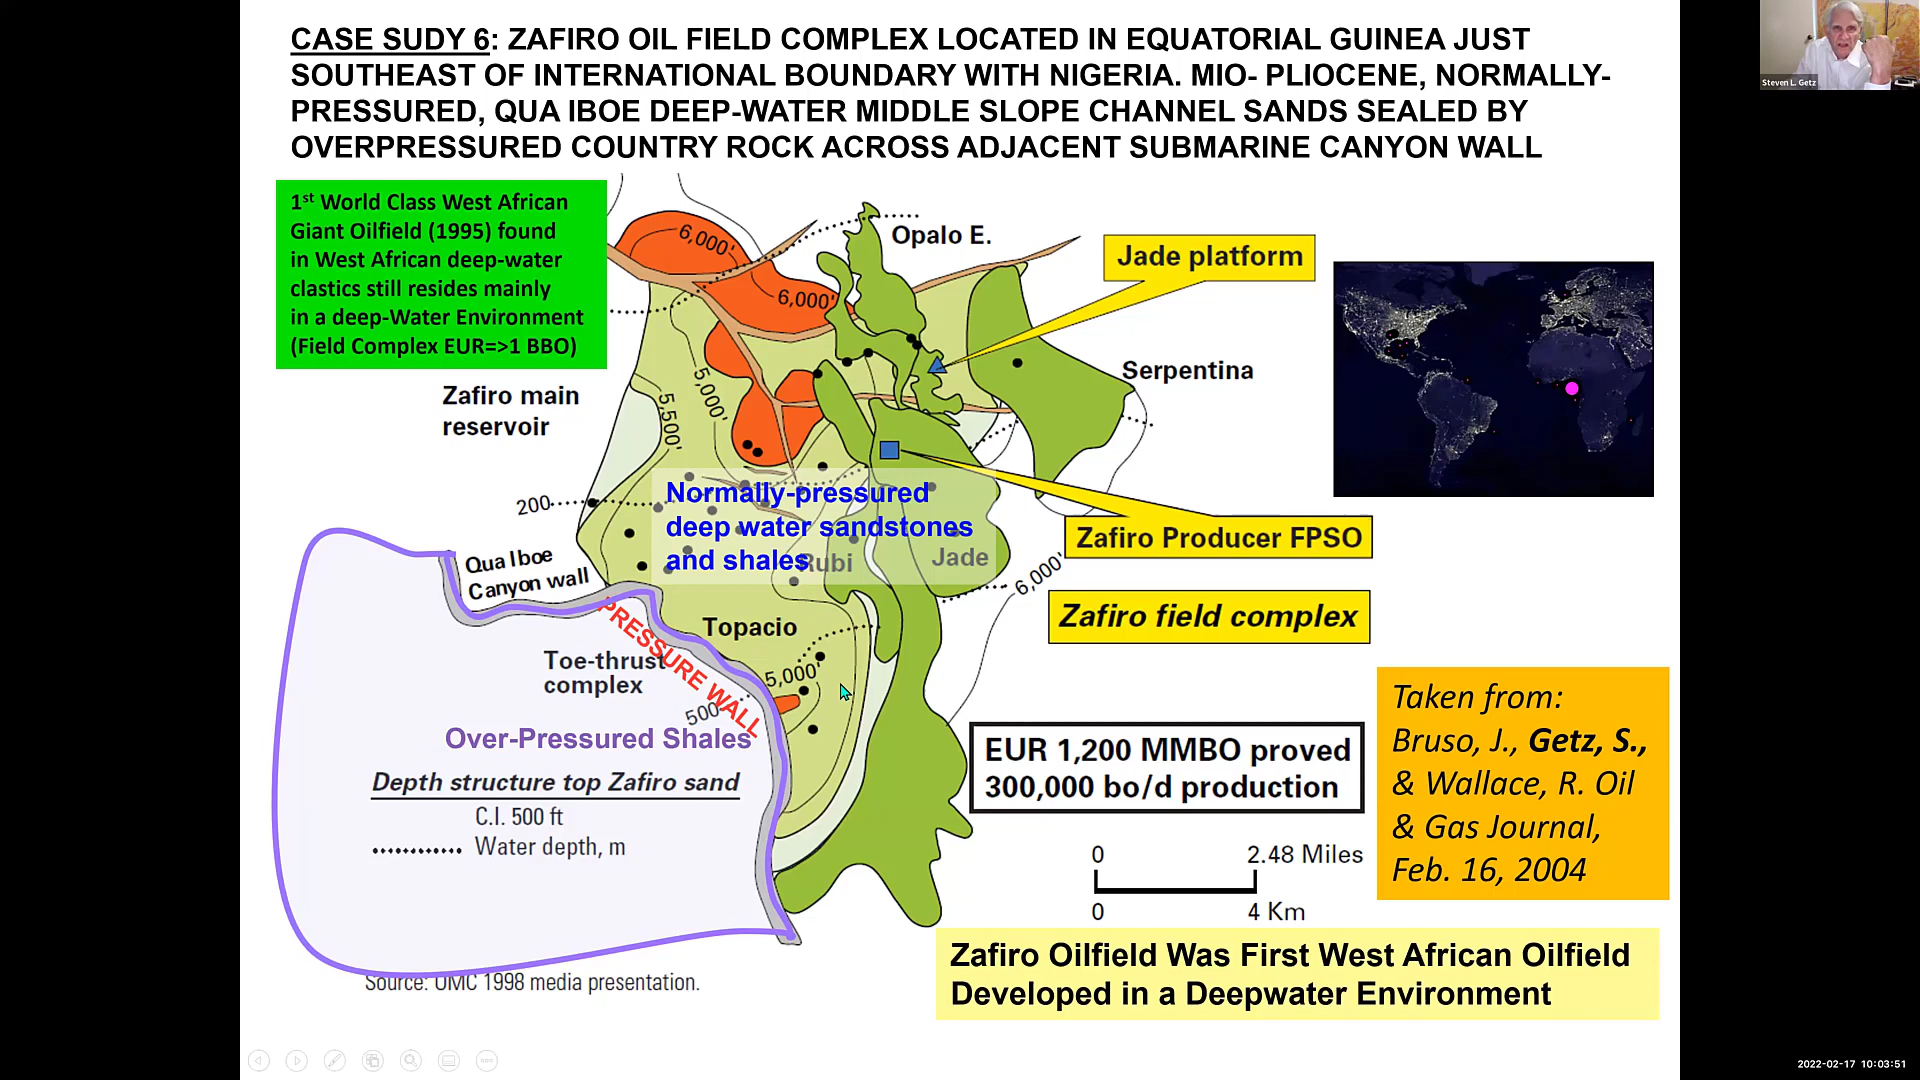 CASE SUDY 6: ZAFIRO OIL FIELD COMPLEX LOCATED IN EQUATORIAL GUINEA JUST
SOUTHEAST OF INTERNATIONAL BOUNDARY WITH NIGERIA. MIO- PLIOCENE, NORMALLY-
PRESSURED, QUA IBOE DEEP-WATER MIDDLE SLOPE CHANNEL SANDS SEALED BY
OVERPRESSURED COUNTRY ROCK ACROSS ADJACENT SUBMARINE CANYON WALL
Steven L. Getz
1st World Class West African
Giant Oilfield (1995) found
in West African deep-water
clastics still resides mainly
in a deep-Water Environment
(Field Complex EUR=>1 BBO)
6,000'
6,000'
Opalo E.
Jade platform
5,000'
5,500'
Serpentina
Zafiro main
reservoir
200
Normally-pressured
deep water sandstones
and shales
Rubi
Jade
6,000'
Zafiro Producer FPSO
Zafiro field complex
Qua Iboe
Canyon wall
PRESSURE WALL
Topacio
5,000'
500
Toe-thrust
complex
Over-Pressured Shales
Depth structure top Zafiro sand
C.I. 500 ft
Water depth, m
EUR 1,200 MMBO proved
300,000 bo/d production
0 2.48 Miles
0 4 Km
Taken from:
Bruso, J., Getz, S.,
& Wallace, R. Oil
& Gas Journal,
Feb. 16, 2004
Zafiro Oilfield Was First West African Oilfield
Developed in a Deepwater Environment
Source: UMC 1998 media presentation.
2022-02-17 10:03:51